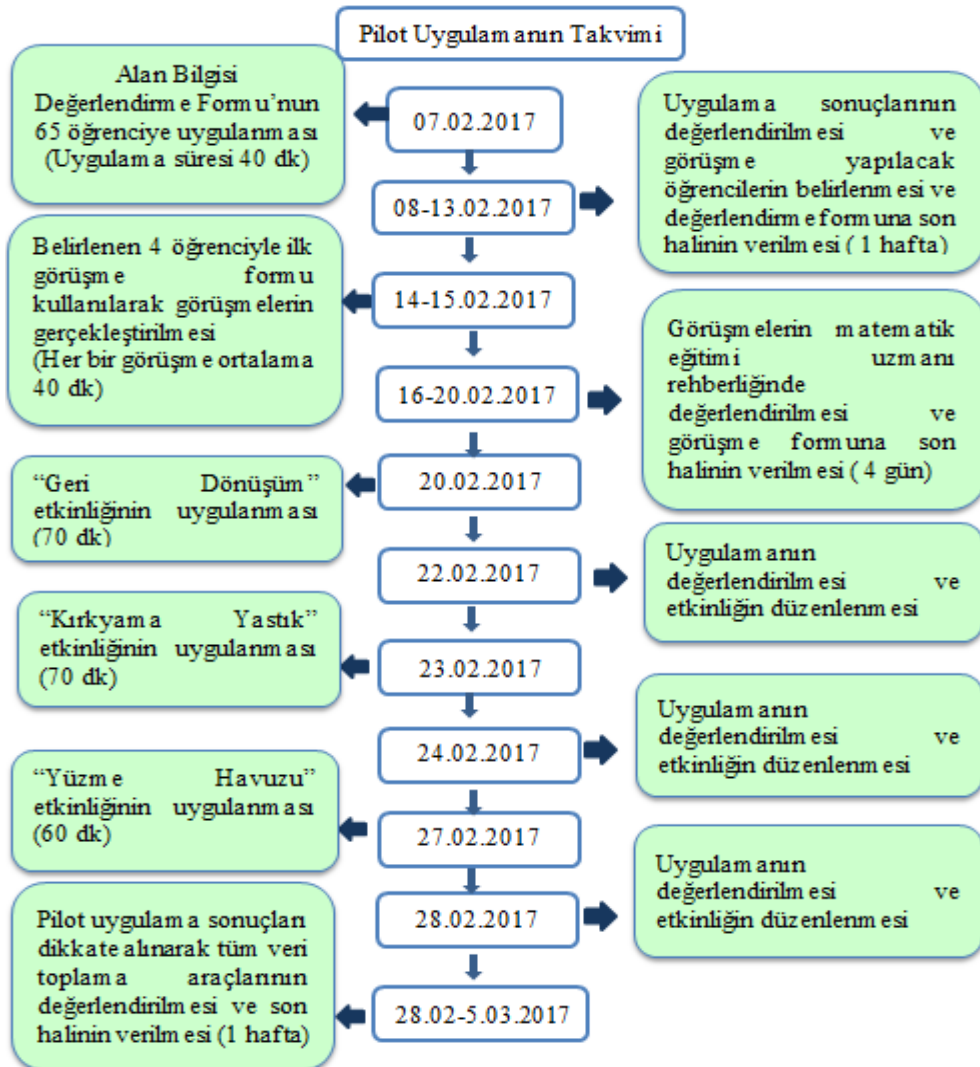 Pilot Uygulamanın Takvimi
Alan Bilgisi
Değerlendirme Formu’nun
65 öğrenciye uygulanması
(Uygulama süresi 40 dk)
07.02.2017
08-13.02.2017
Uygulama sonuçlarının
değerlendirilmesi ve
görüşme yapılacak
öğrencilerin belirlenmesi ve
değerlendirme formuna son
halinin verilmesi ( 1 hafta)
Belirlenen 4 öğrenciyle ilk
görüşme formu
kullanılarak görüşmelerin
gerçekleştirilmesi
(Her bir görüşme ortalama
40 dk)
14-15.02.2017
16-20.02.2017
Görüşmelerin matematik
eğitimi uzmanı
rehberliğinde
değerlendirilmesi ve
görüşme formuna son
halinin verilmesi ( 4 gün)
“Geri Dönüşüm”
etkinliğinin uygulanması
(70 dk)
20.02.2017
22.02.2017
Uygulamanın
değerlendirilmesi ve
etkinliğin düzenlenmesi
“Kırkyama Yastık”
etkinliğinin uygulanması
(70 dk)
23.02.2017
24.02.2017
Uygulamanın
değerlendirilmesi ve
etkinliğin düzenlenmesi
“Yüzme Havuzu”
etkinliğinin uygulanması
(60 dk)
27.02.2017
28.02.2017
Uygulamanın
değerlendirilmesi ve
etkinliğin düzenlenmesi
Pilot uygulama sonuçları
dikkate alınarak tüm veri
toplama araçlarının
değerlendirilmesi ve son
halinin verilmesi (1 hafta)
28.02-5.03.2017